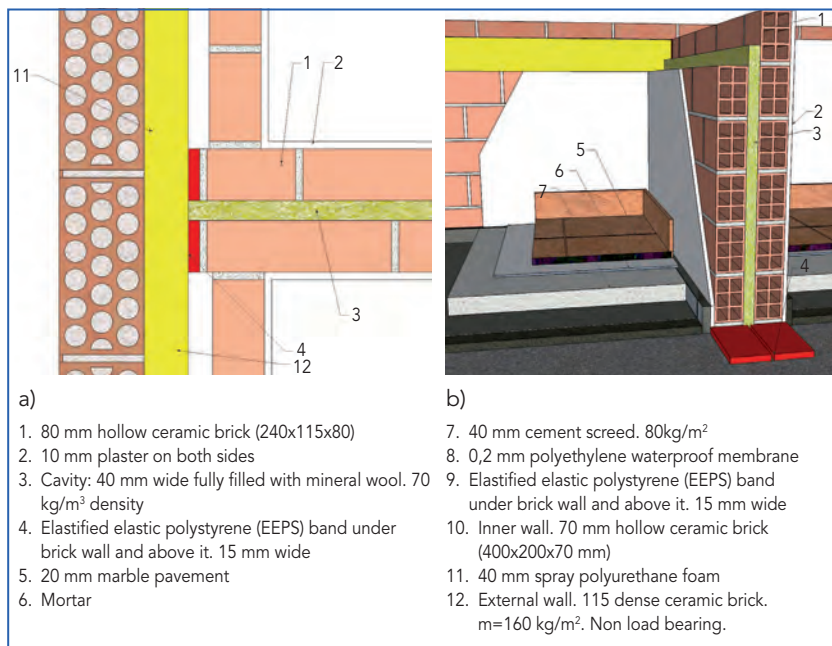 11
1
2
3
4
12
1
2
3
5
6
7
4
a)
1. 80 mm hollow ceramic brick (240x115x80)
2. 10 mm plaster on both sides
3. Cavity: 40 mm wide fully filled with mineral wool. 70
kg/m³ density
4. Elastified elastic polystyrene (EEPS) band under
brick wall and above it. 15 mm wide
5. 20 mm marble pavement
6. Mortar
b)
7. 40 mm cement screed. 80kg/m²
8. 0,2 mm polyethylene waterproof membrane
9. Elastified elastic polystyrene (EEPS) band
under brick wall and above it. 15 mm wide
10. Inner wall. 70 mm hollow ceramic brick
(400x200x70 mm)
11. 40 mm spray polyurethane foam
12. External wall. 115 dense ceramic brick.
m=160 kg/m². Non load bearing.